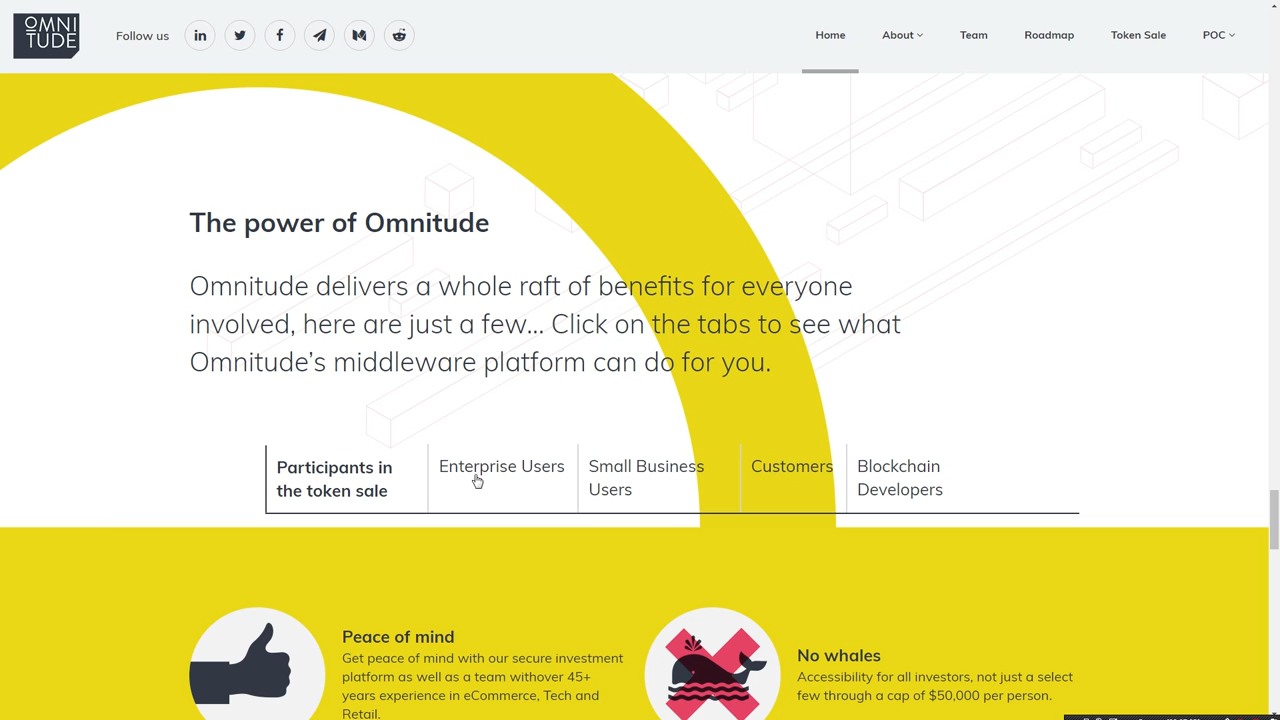 OMNI
TUDE
Follow us
Home
About
Team
Roadmap
Token Sale
POC
The power of Omnitude
Omnitude delivers a whole raft of benefits for everyone
involved, here are just a few... Click on the tabs to see what
Omnitude’s middleware platform can do for you.
Participants in
the token sale
Enterprise Users
Small Business
Users
Customers
Blockchain
Developers
Peace of mind
Get peace of mind with our secure investment
platform as well as a team withover 45+
years experience in eCommerce, Tech and
Retail.
No whales
Accessibility for all investors, not just a select
few through a cap of $50,000 per person.